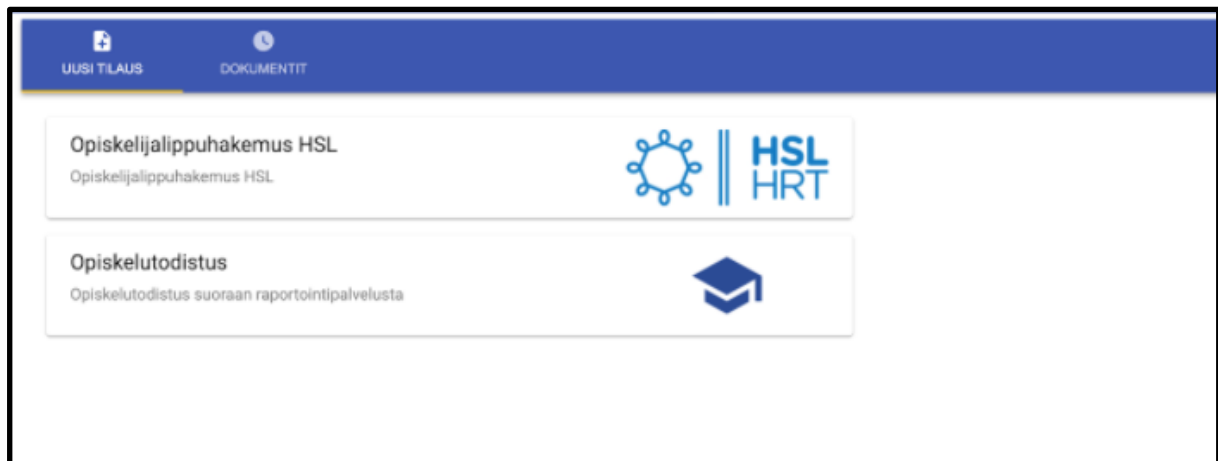 UUSI TILAUS
DOKUMENTIT
Opiskelijalippuhakemus HSL
Opiskelijalippuhakemus HSL
HSL
HRT
Opiskelutodistus
Opiskelutodistus suoraan raportointipalvelusta